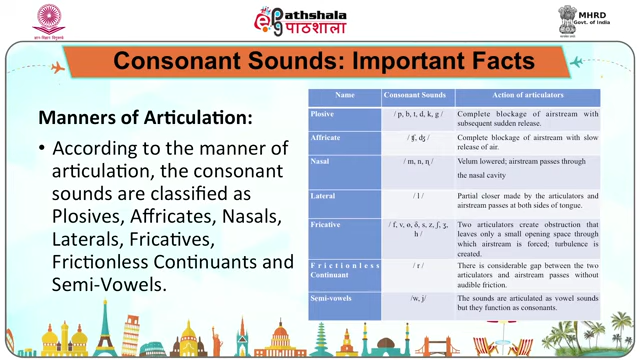 Pathshala
पाठशाला
MHRD
Govt. of India
Consonant Sounds: Important Facts
Manners of Articulation:
• According to the manner of
articulation, the consonant
sounds are classified as
Plosives, Affricates, Nasals,
Laterals, Fricatives,
Frictionless Continuants and
Semi-Vowels.
Name Consonant Sounds Action of articulators
Plosive / p, b, t, d, k, g / Complete blockage of airstream with
subsequent sudden release.
Affricate / ʧ, ʤ / Complete blockage of airstream with slow
release of air.
Nasal / m, n, η / Velum lowered; airstream passes through
the nasal cavity
Lateral / l / Partial closer made by the articulators and
airstream passes at both sides of tongue.
Fricative / f, v, ө, ð, s, z, ʃ, ʒ,
h / Two articulators create obstruction that
leaves only a small opening space through
which airstream is forced; turbulence is
created.
Frictionless
Continuant / r / There is considerable gap between the two
articulators and airstream passes without
audible friction.
Semi-vowels /w, j/ The sounds are articulated as vowel sounds
but they function as consonants.